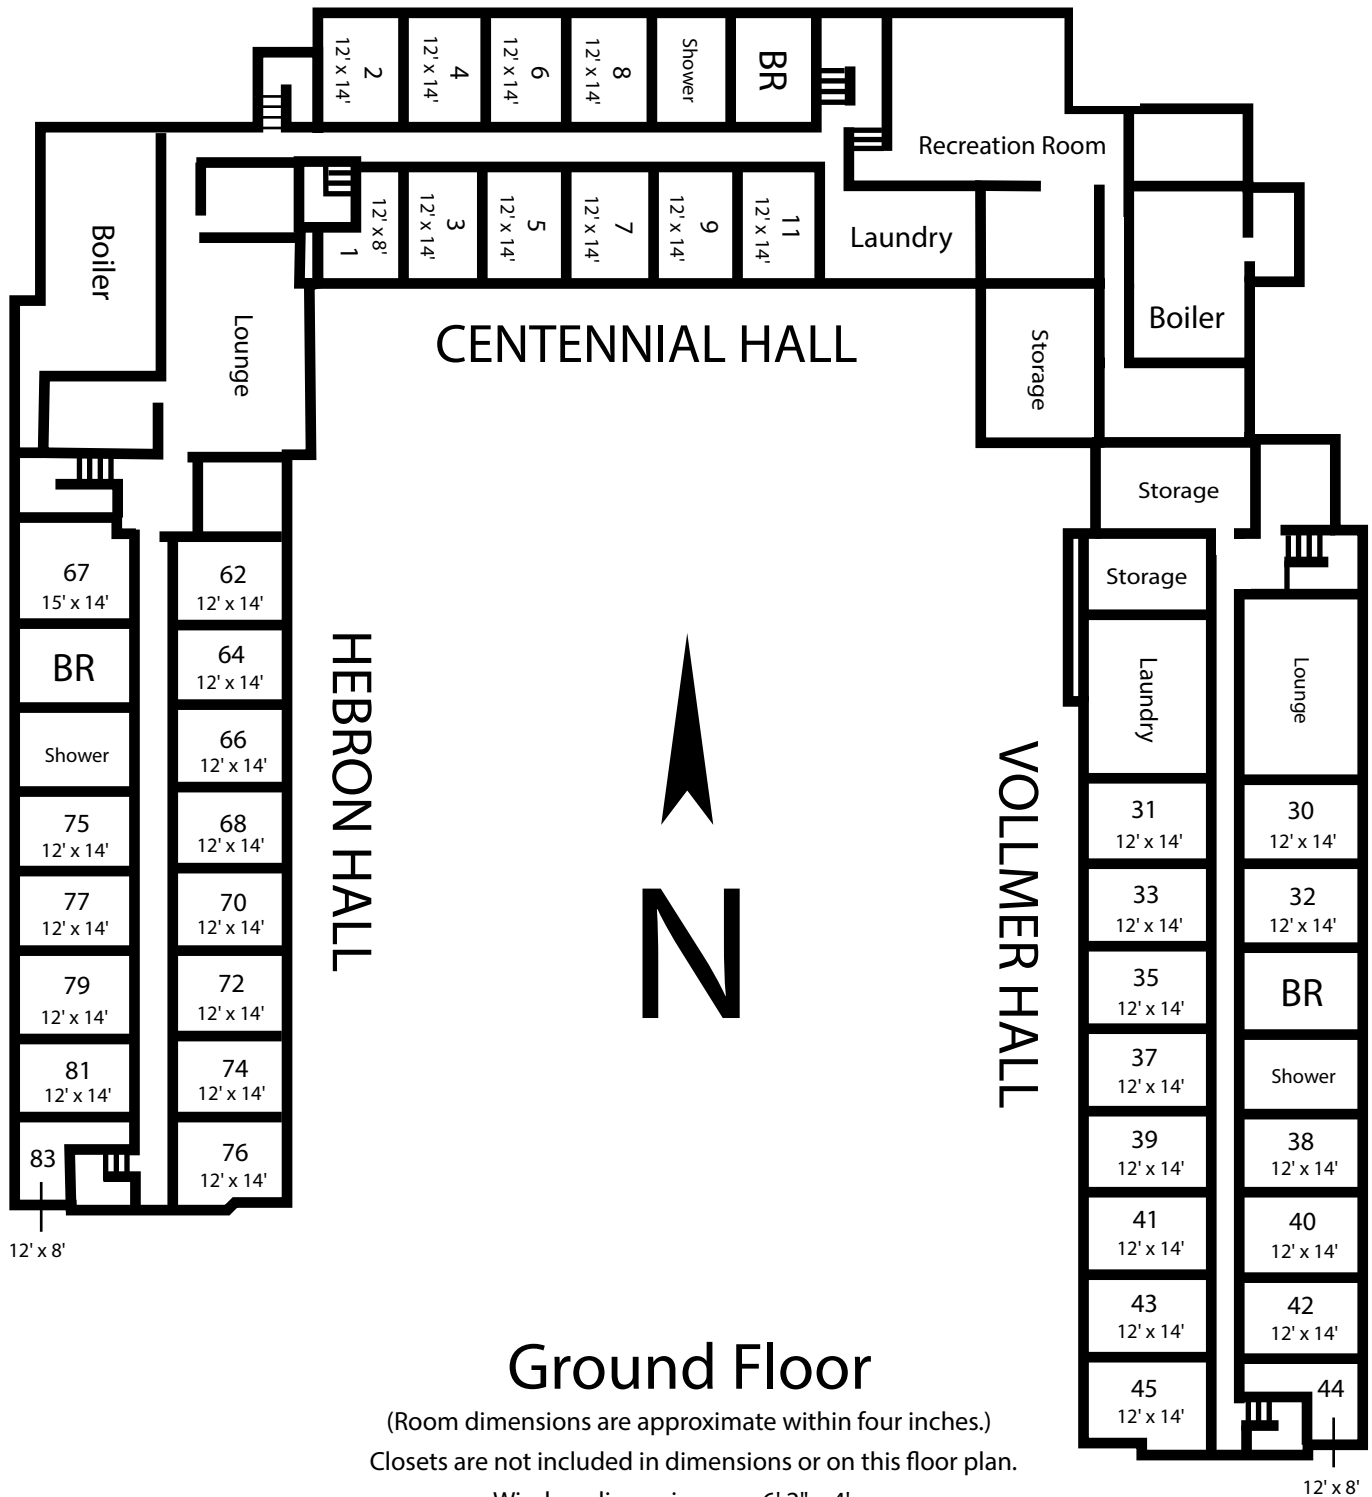 2
12' x 14'
4
12' x 14'
6
12' x 14'
8
12' x 14'
Shower
BR
Recreation Room
Boiler
Lounge
1
12' x 8'
3
12' x 14'
5
12' x 14'
7
12' x 14'
9
12' x 14'
11
12' x 14'
Laundry
Boiler
Storage
CENTENNIAL HALL
Storage
Storage
67
15' x 14'
BR
Shower
75
12' x 14'
77
12' x 14'
79
12' x 14'
81
12' x 14'
83
12' x 8'
62
12' x 14'
64
12' x 14'
66
12' x 14'
68
12' x 14'
70
12' x 14'
72
12' x 14'
74
12' x 14'
76
12' x 14'
HEBRON HALL
N
VOLLMER HALL
Laundry
31
12' x 14'
33
12' x 14'
35
12' x 14'
37
12' x 14'
39
12' x 14'
41
12' x 14'
43
12' x 14'
45
12' x 14'
Lounge
30
12' x 14'
32
12' x 14'
BR
Shower
38
12' x 14'
40
12' x 14'
42
12' x 14'
44
12' x 8'
Ground Floor
(Room dimensions are approximate within four inches.)
Closets are not included in dimensions or on this floor plan.